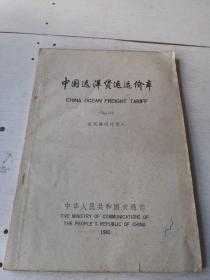 中国远洋货运运价本
CHINA OCEAN FREIGHT TARIFF
中华人民共和国交通部
THE MINISTRY OF COMMUNICATIONS OF
THE PEOPLE'S REPUBLIC OF CHINA
1982